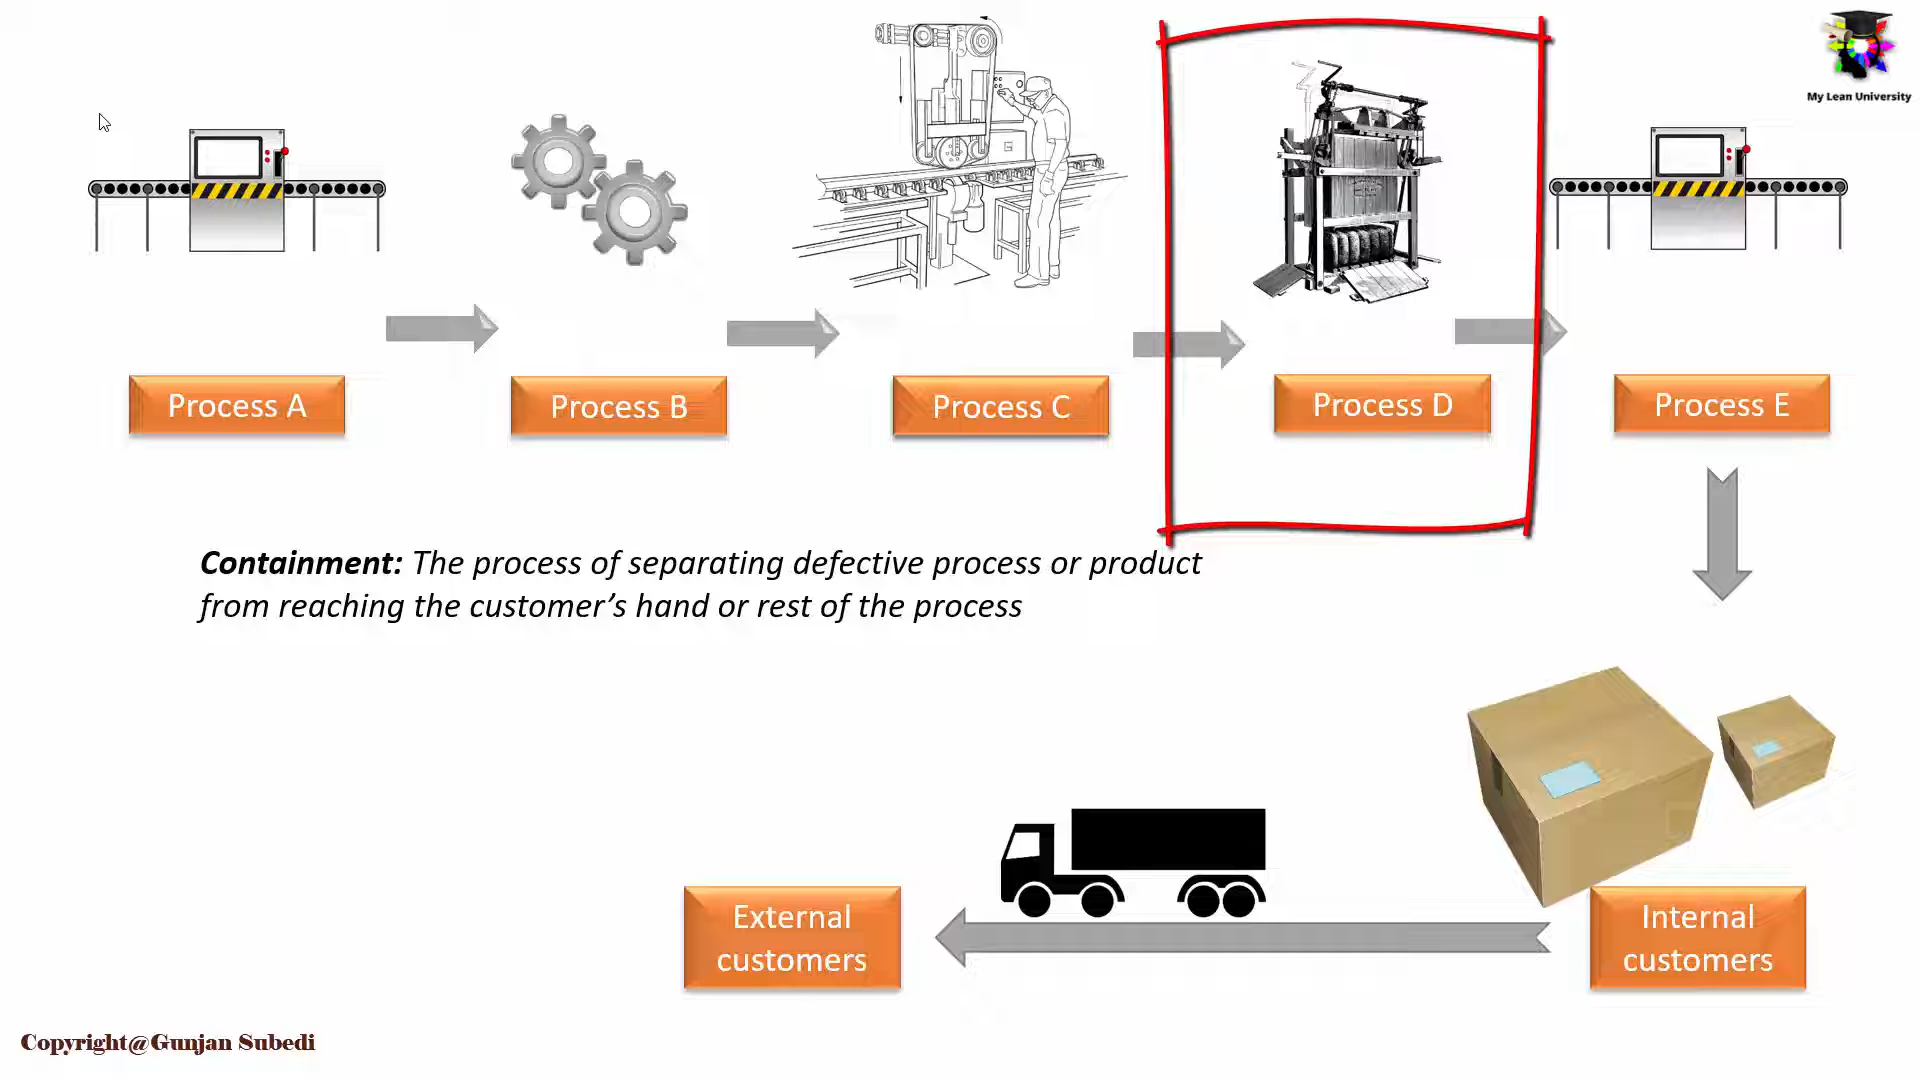 My Lean University
Process A
Process B
Process C
Process D
Process E
Containment: The process of separating defective process or product
from reaching the customer's hand or rest of the process
External
customers
Internal
customers
Copyright@Gunjan Subedi